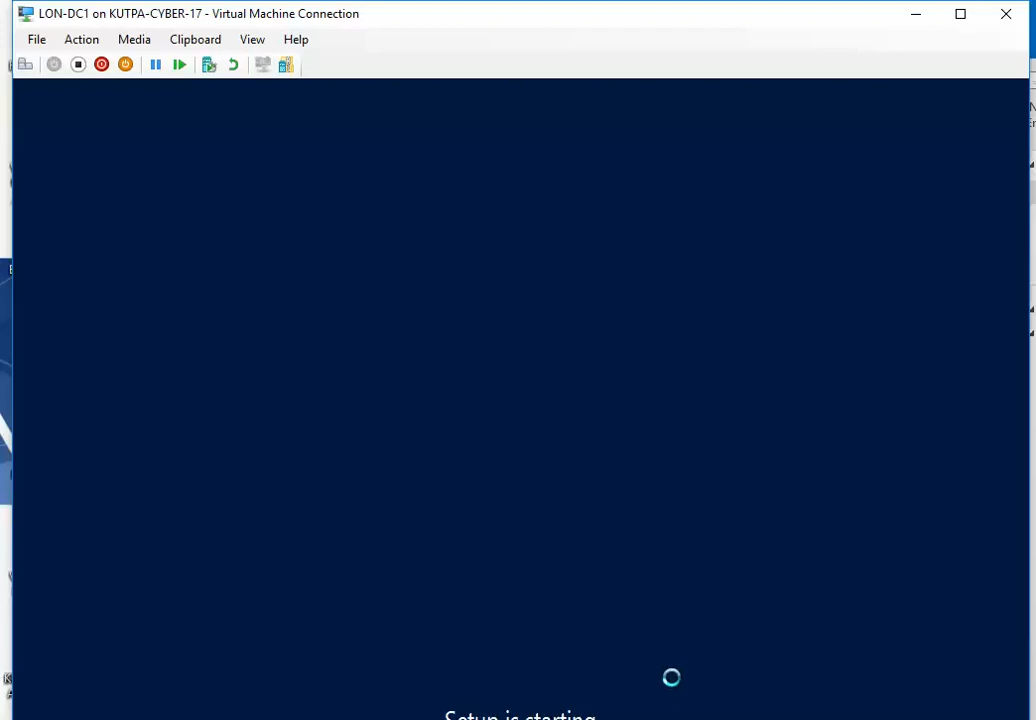 LON-DC1 on KUTPA-CYBER-17 - Virtual Machine Connection
File Action Media Clipboard View Help
Setup is starting